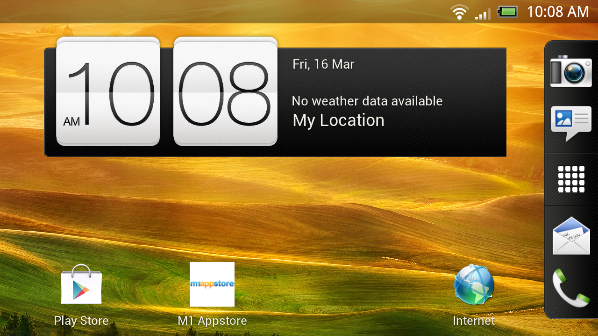 10:08 AM
AM 10 08
Fri, 16 Mar
No weather data available
My Location
m1appstore
Play Store
M1 Appstore
Internet